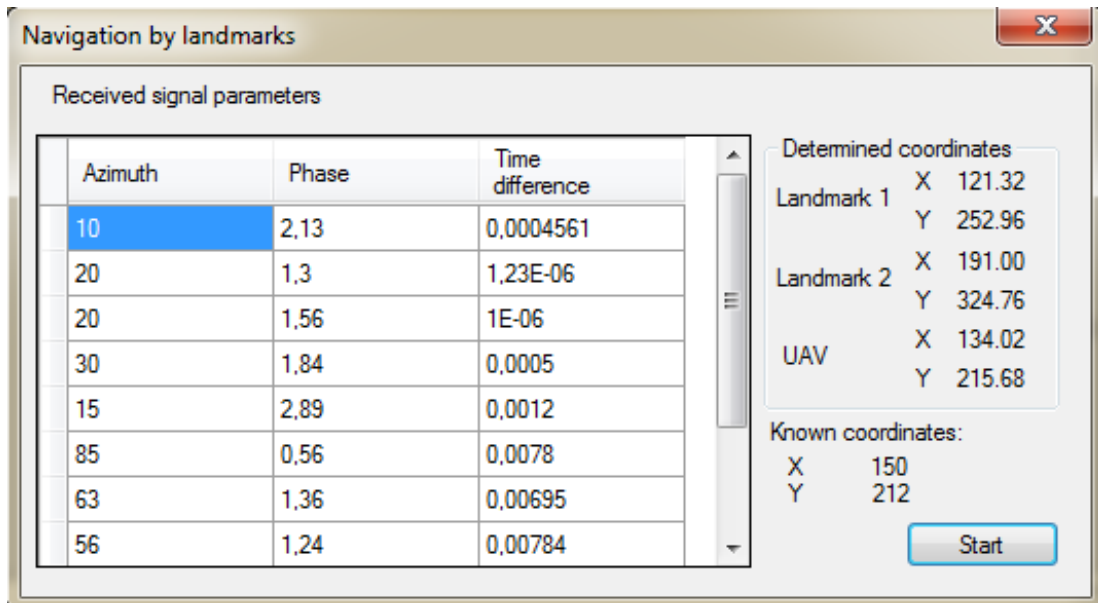 Navigation by landmarks
x
Received signal parameters
Azimuth Phase Time difference
10 2,13 0,0004561
20 1,3 1,23E-06
20 1,56 1E-06
30 1,84 0,0005
15 2,89 0,0012
85 0,56 0,0078
63 1,36 0,00695
56 1,24 0,00784
Determined coordinates
Landmark 1 X 121.32
Y 252.96
Landmark 2 X 191.00
Y 324.76
UAV X 134.02
Y 215.68
Known coordinates:
X 150
Y 212
Start